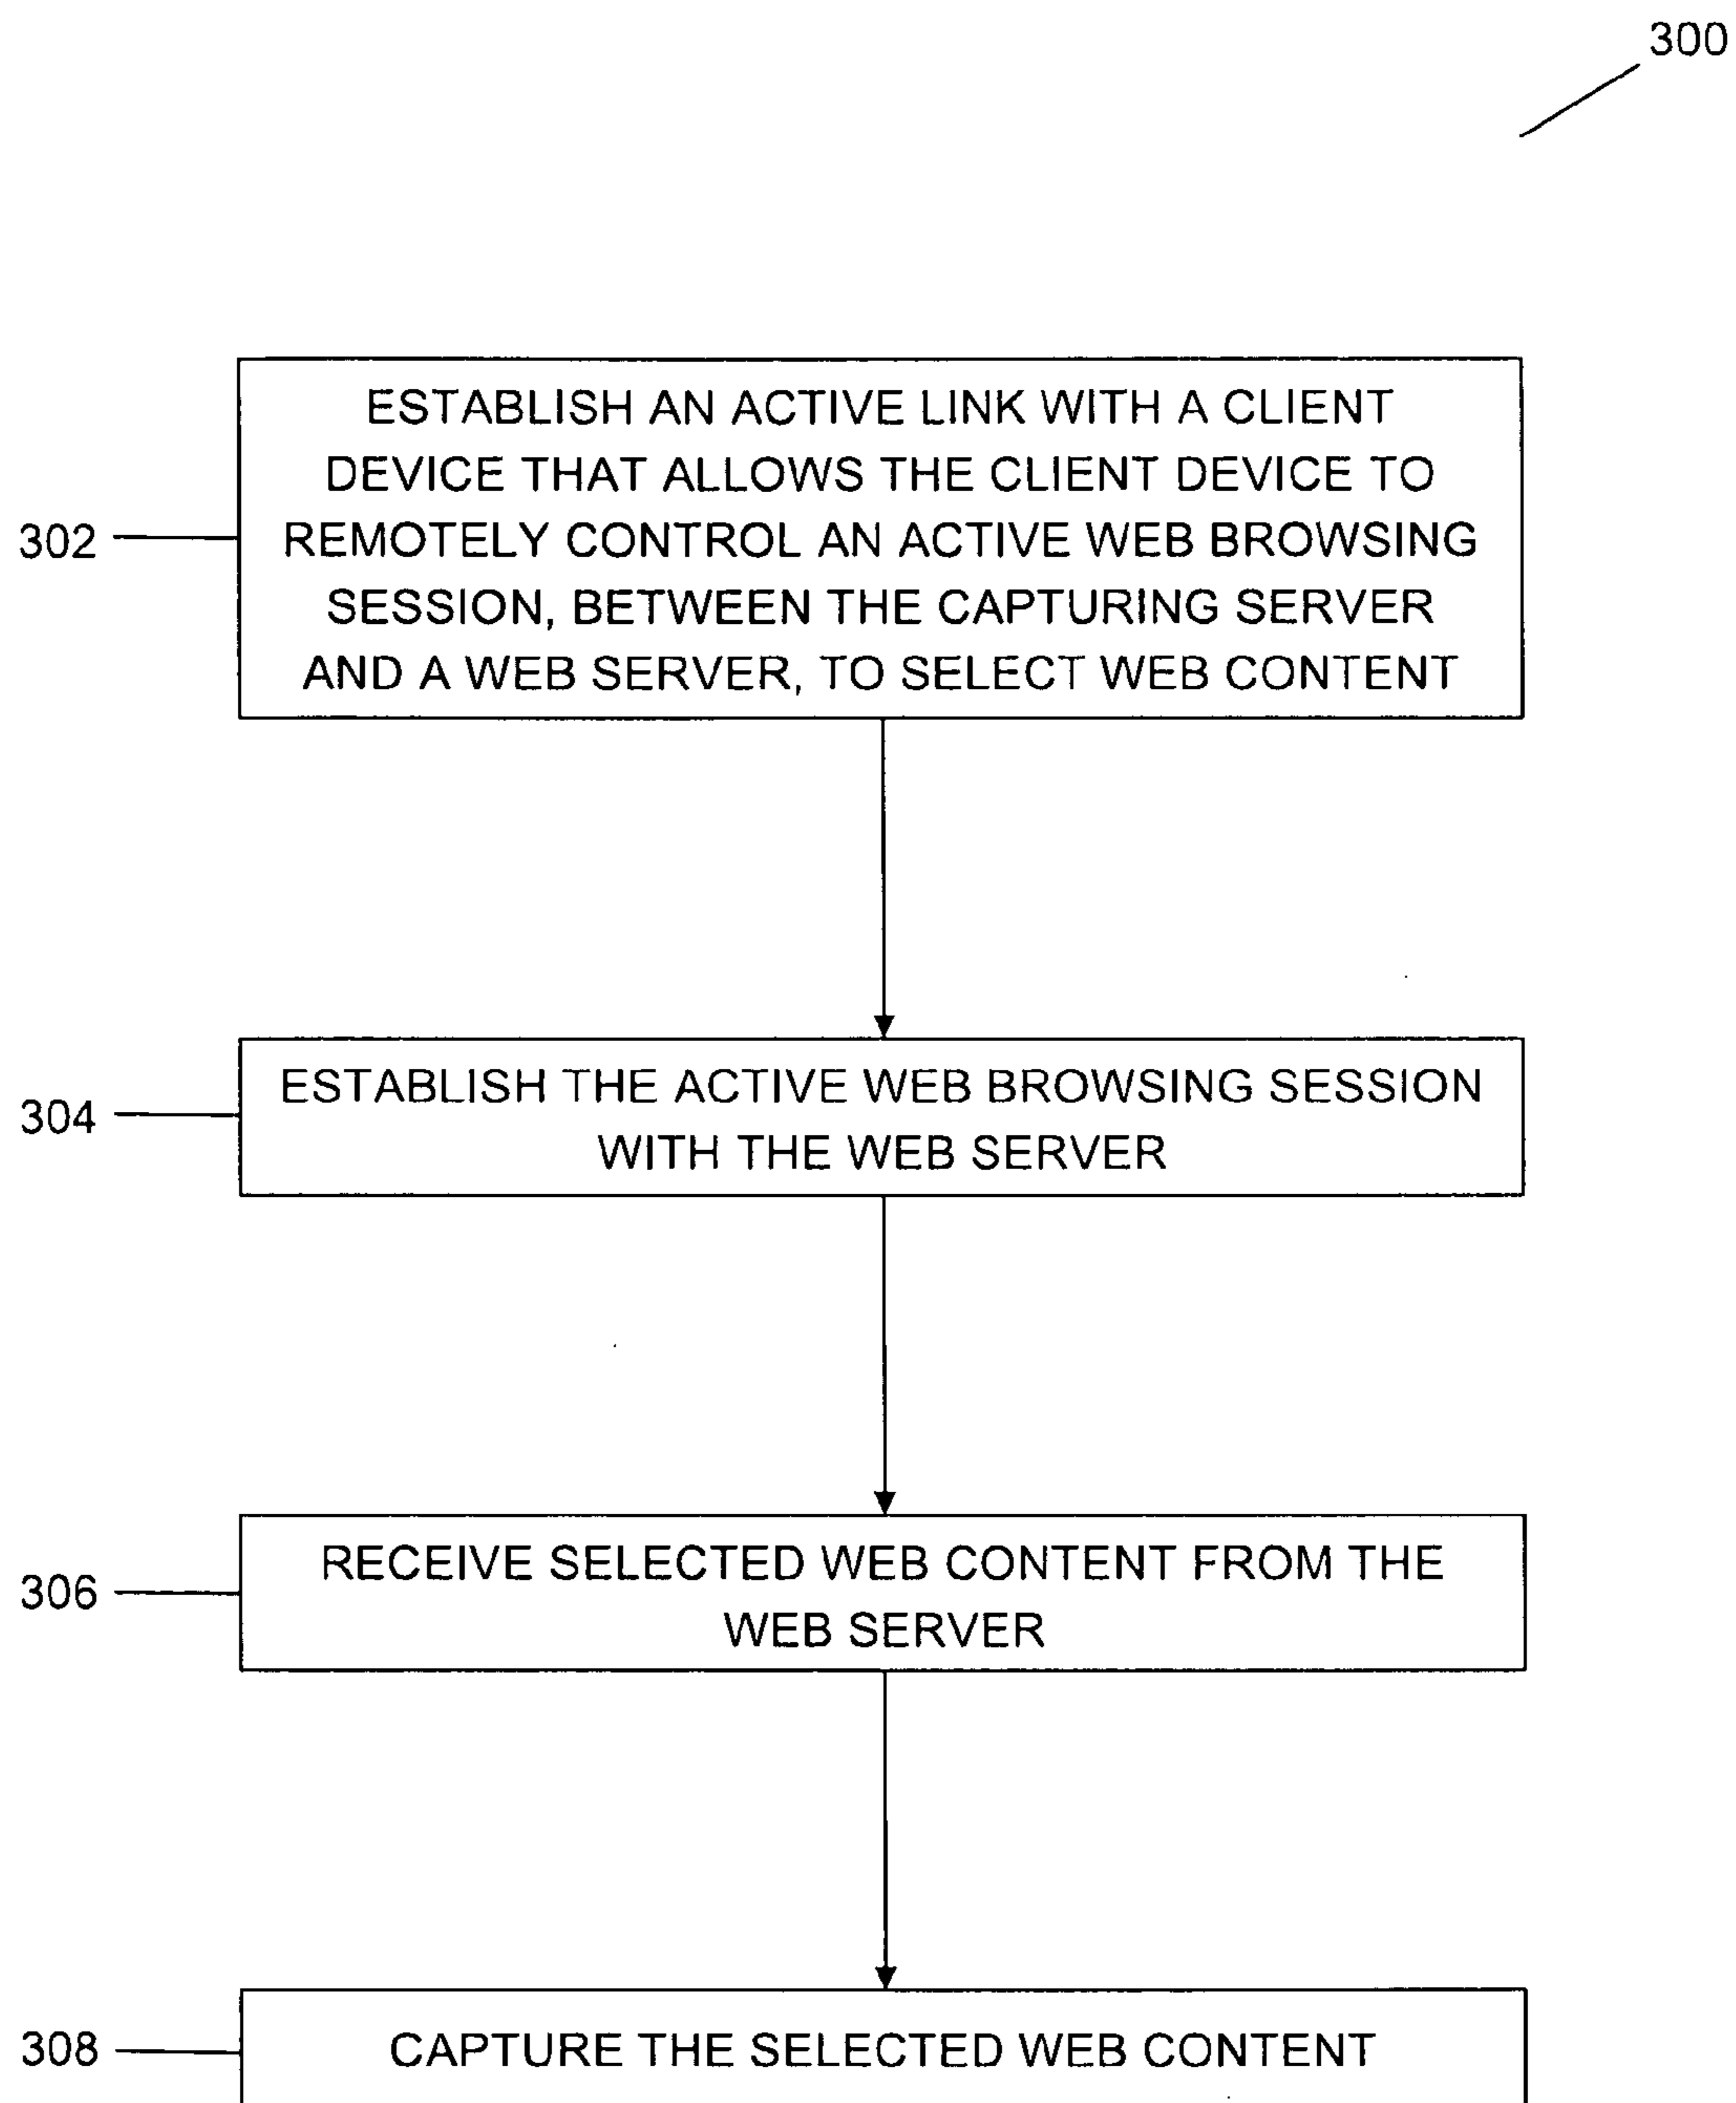 300
ESTABLISH AN ACTIVE LINK WITH A CLIENT
DEVICE THAT ALLOWS THE CLIENT DEVICE TO
REMOTELY CONTROL AN ACTIVE WEB BROWSING
SESSION, BETWEEN THE CAPTURING SERVER
AND A WEB SERVER, TO SELECT WEB CONTENT
302
ESTABLISH THE ACTIVE WEB BROWSING SESSION
WITH THE WEB SERVER
304
RECEIVE SELECTED WEB CONTENT FROM THE
WEB SERVER
306
CAPTURE THE SELECTED WEB CONTENT
308